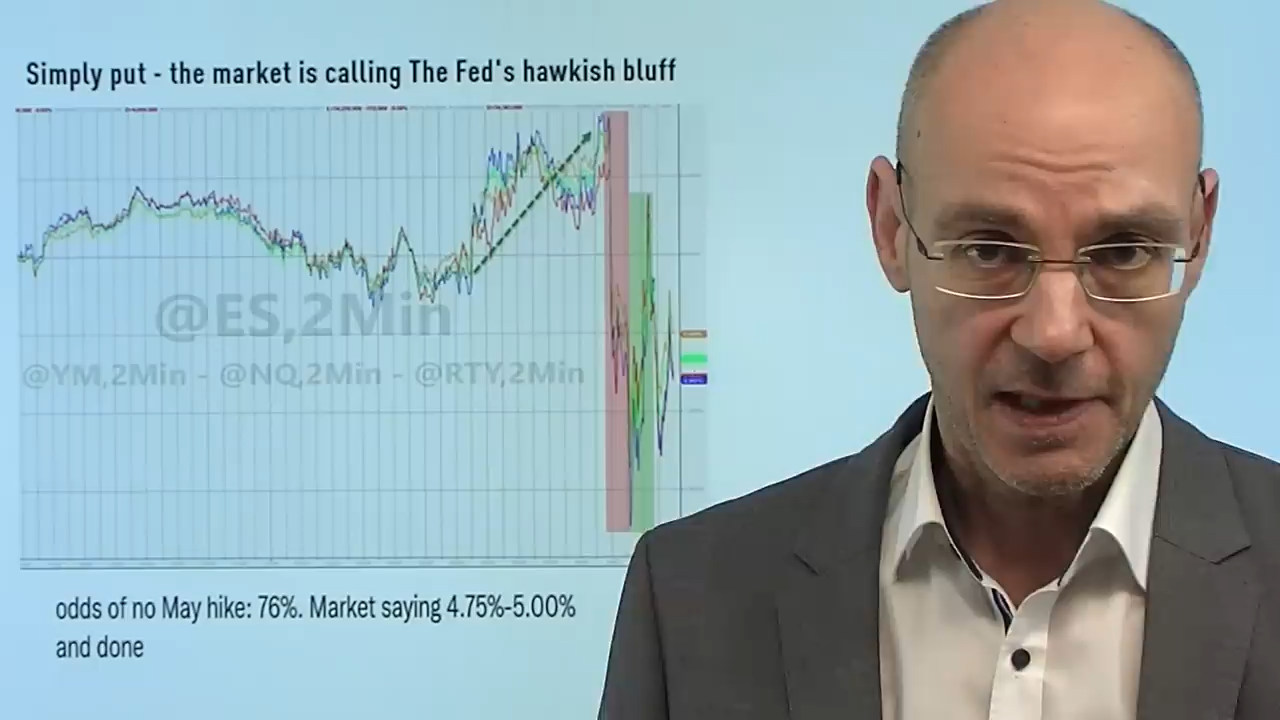 Simply put - the market is calling The Fed's hawkish bluff
@ES,2Min
@YM,2Min - @NQ,2Min - @RTY,2Min
odds of no May hike: 76%. Market saying 4.75%-5.00%
and done